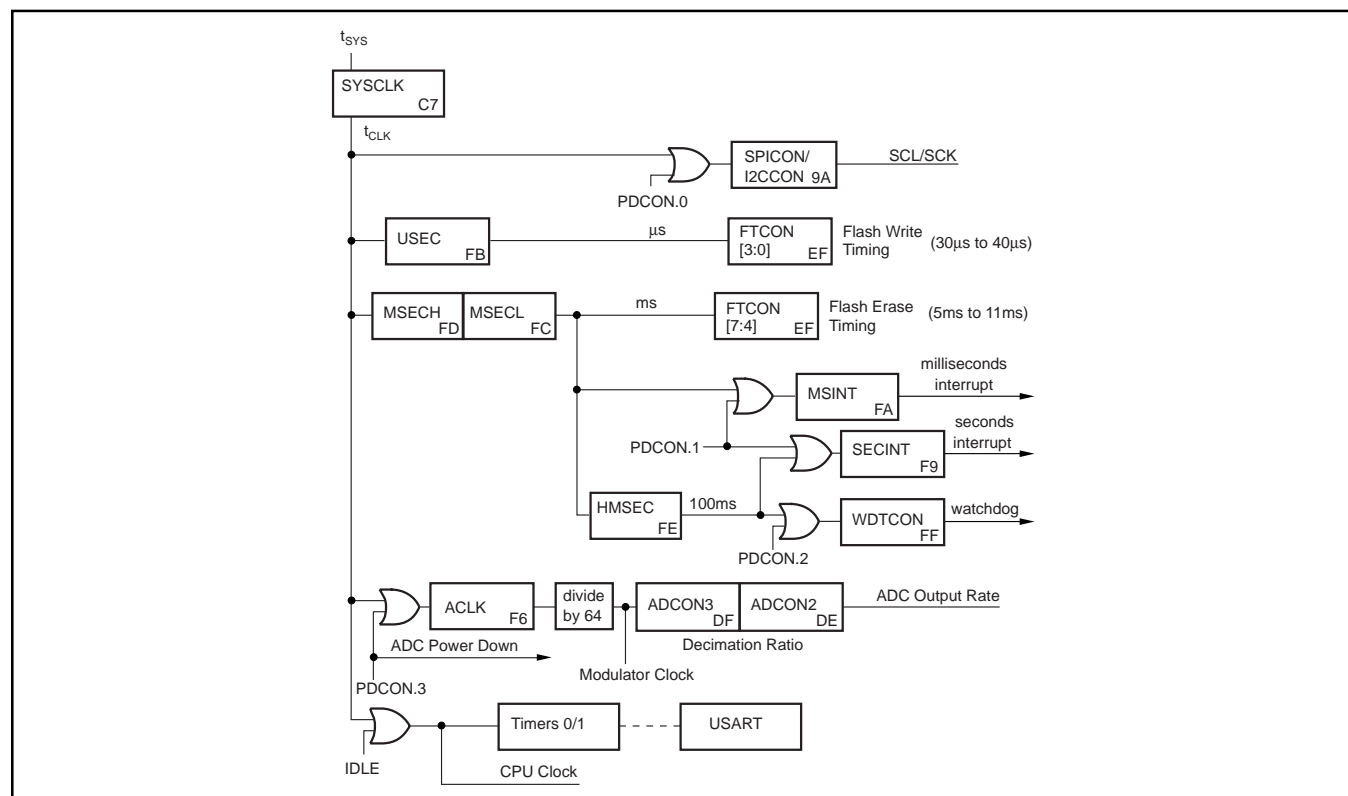 tSYS
SYSCLK
C7
tCLK
SPICON/
I2CCON 9A
SCL/SCK
PDCON.0
USEC
FB
µs
FTCON
[3:0] EF
Flash Write
Timing
(30µs to 40µs)
MSECH
FD
MSECL
FC
ms
FTCON
[7:4] EF
Flash Erase
Timing
(5ms to 11ms)
milliseconds
interrupt
MSINT
FA
PDCON.1
seconds
interrupt
SECINT
F9
HMSEC
FE
100ms
WDTCON
FF
watchdog
PDCON.2
ACLK
F6
divide
by 64
ADCON3
DF
ADCON2
DE
ADC Output Rate
Decimation Ratio
ADC Power Down
Modulator Clock
PDCON.3
Timers 0/1
USART
IDLE
CPU Clock